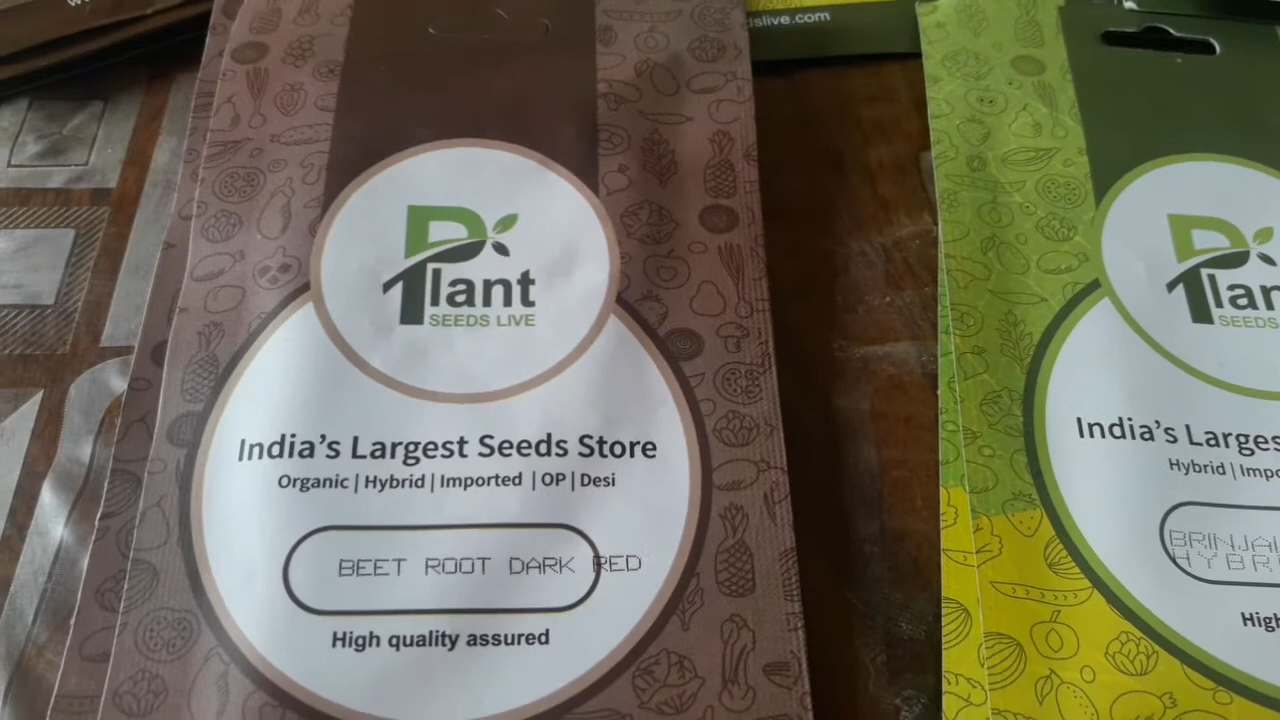 dslive.com
Plant
SEEDS LIVE
India's Largest Seeds Store
Organic | Hybrid | Imported | OP | Desi
BEET ROOT DARK RED
High quality assured
Plan
SEEDS
India's Larges
Hybrid | Impo
BRINJAL
HYBR
High